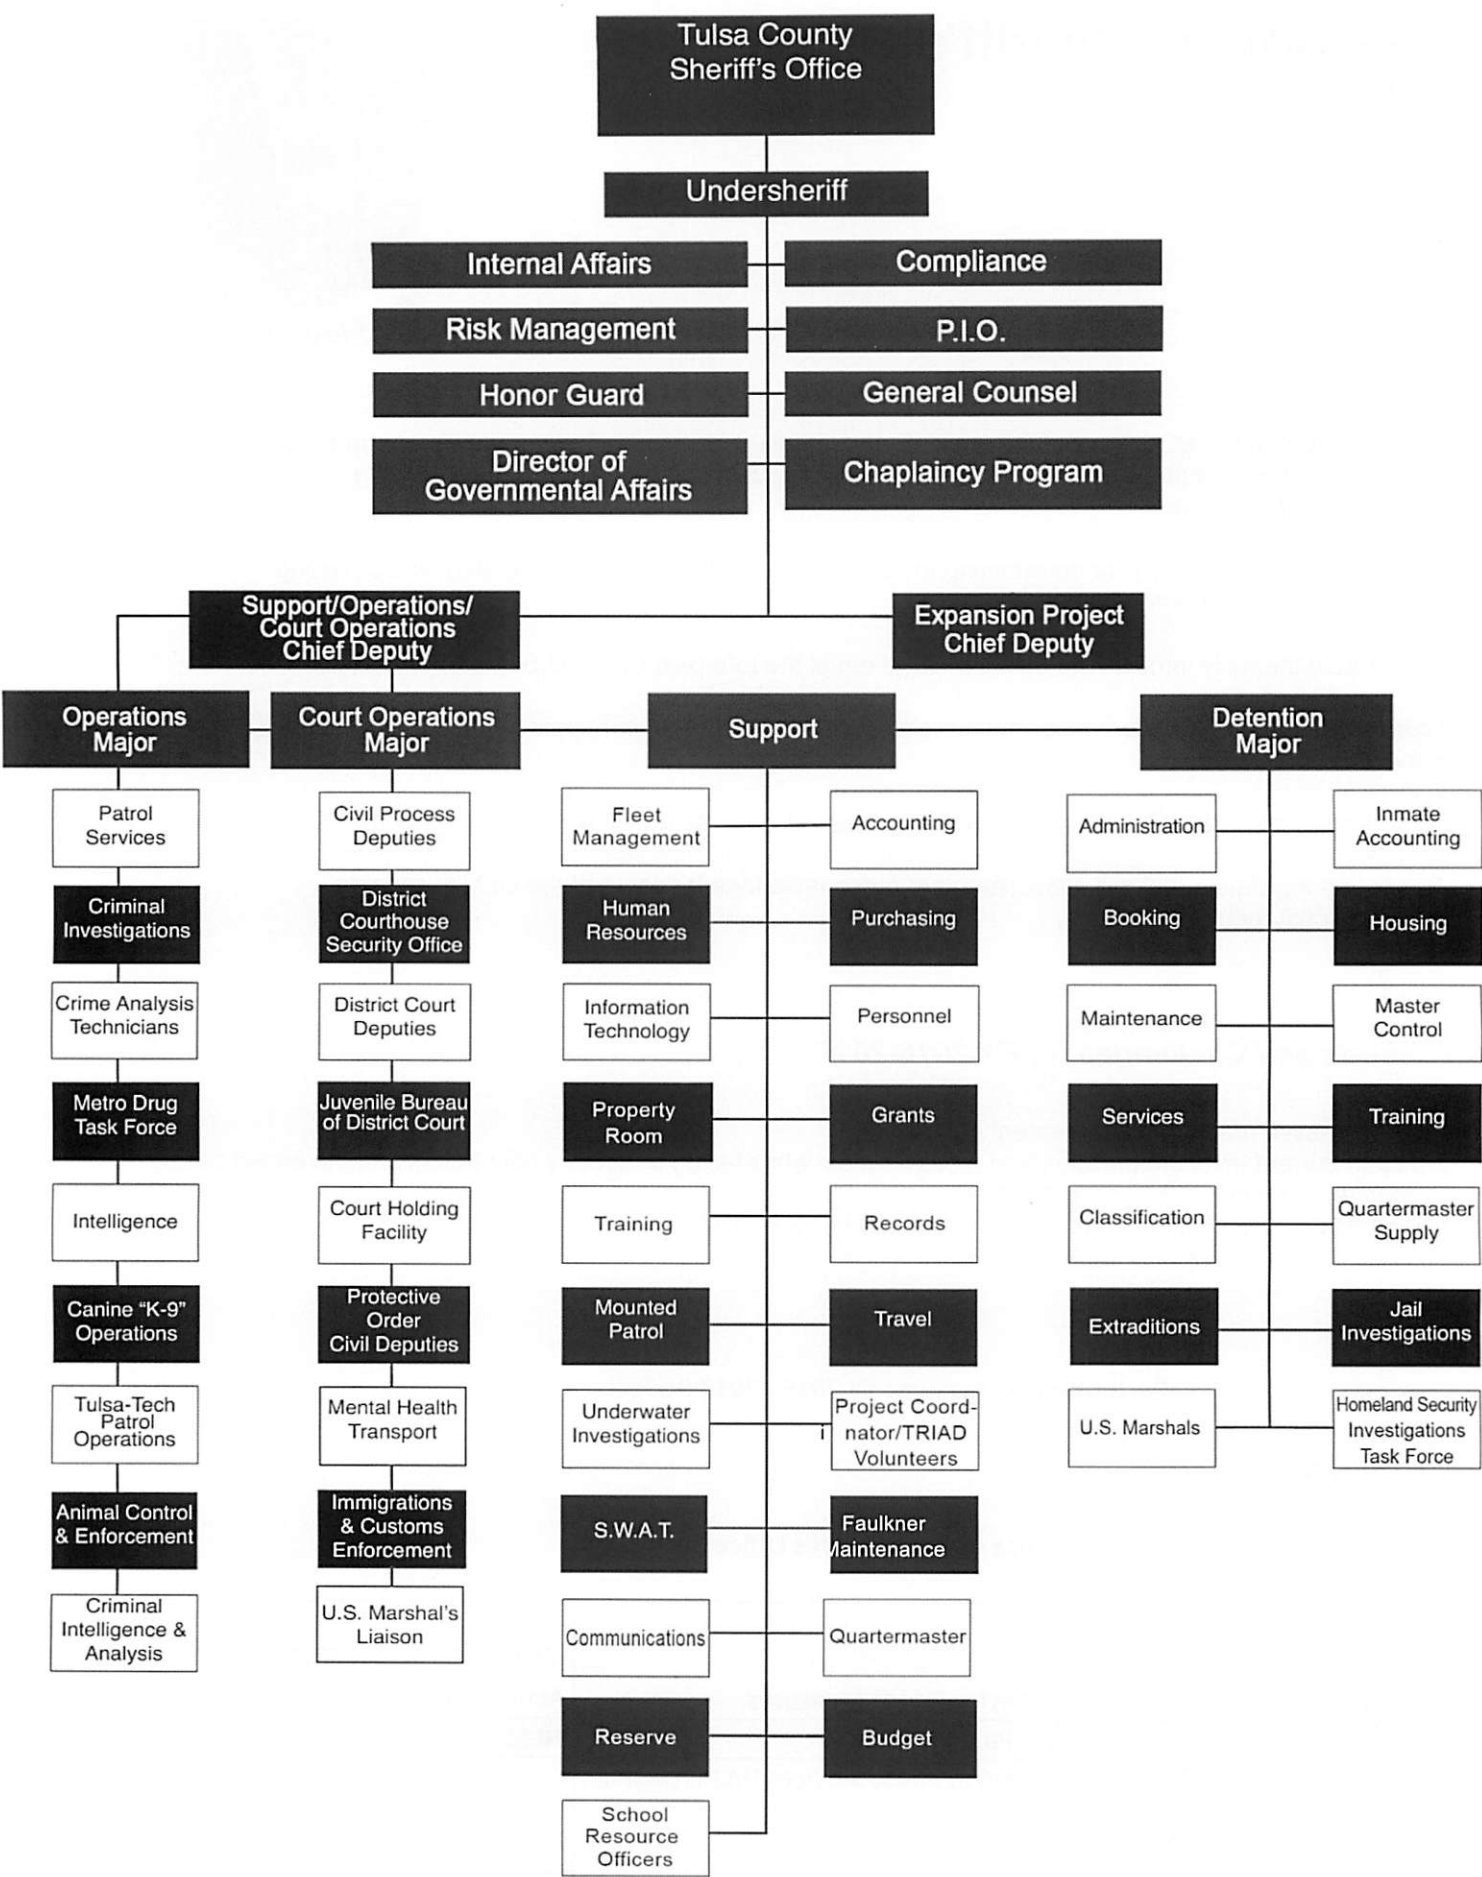 Tulsa County
Sheriff's Office
Undersheriff
Internal Affairs
Compliance
Risk Management
P.I.O.
Honor Guard
General Counsel
Director of
Governmental Affairs
Chaplaincy Program
Support/Operations/
Court Operations
Chief Deputy
Expansion Project
Chief Deputy
Operations
Major
Court Operations
Major
Support
Detention
Major
Patrol
Services
Criminal
Investigations
Crime Analysis
Technicians
Metro Drug
Task Force
Intelligence
Canine “K-9”
Operations
Tulsa-Tech
Patrol
Operations
Animal Control
& Enforcement
Criminal
Intelligence &
Analysis
Civil Process
Deputies
District
Courthouse
Security Office
District Court
Deputies
Juvenile Bureau
of District Court
Court Holding
Facility
Protective
Order
Civil Deputies
Mental Health
Transport
Immigrations
& Customs
Enforcement
U.S. Marshal's
Liaison
Fleet
Management
Accounting
Human
Resources
Purchasing
Information
Technology
Personnel
Property
Room
Grants
Training
Records
Mounted
Patrol
Travel
Underwater
Investigations
Project Coord-
i nator/TRIAD
Volunteers
S.W.A.T.
Faulkner
Maintenance
Communications
Quartermaster
Reserve
Budget
School
Resource
Officers
Administration
Inmate
Accounting
Booking
Housing
Maintenance
Master
Control
Services
Training
Classification
Quartermaster
Supply
Extraditions
Jail
Investigations
U.S. Marshals
Homeland Security
Investigations
Task Force